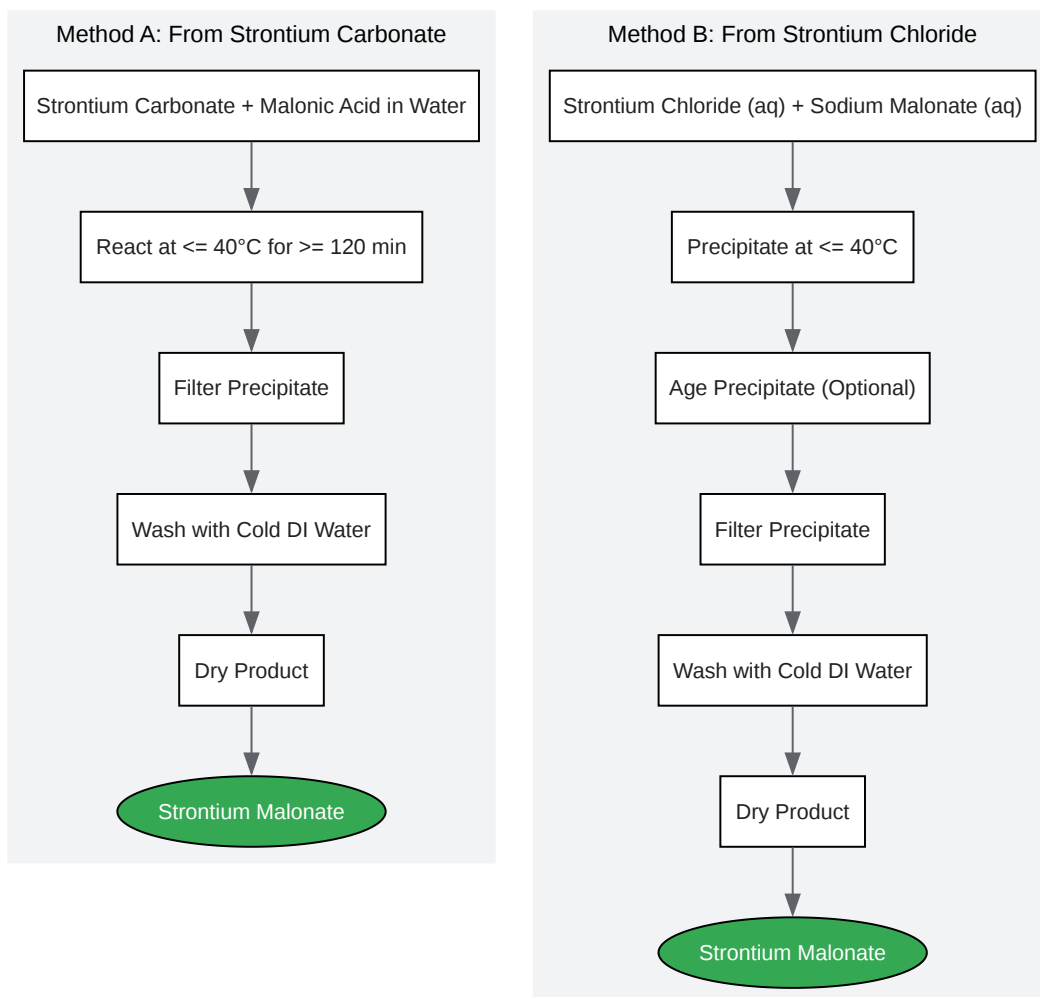 Method A: From Strontium Carbonate
Strontium Carbonate + Malonic Acid in Water
React at <= 40°C for >= 120 min
Filter Precipitate
Wash with Cold DI Water
Dry Product
Strontium Malonate
Method B: From Strontium Chloride
Strontium Chloride (aq) + Sodium Malonate (aq)
Precipitate at <= 40°C
Age Precipitate (Optional)
Filter Precipitate
Wash with Cold DI Water
Dry Product
Strontium Malonate